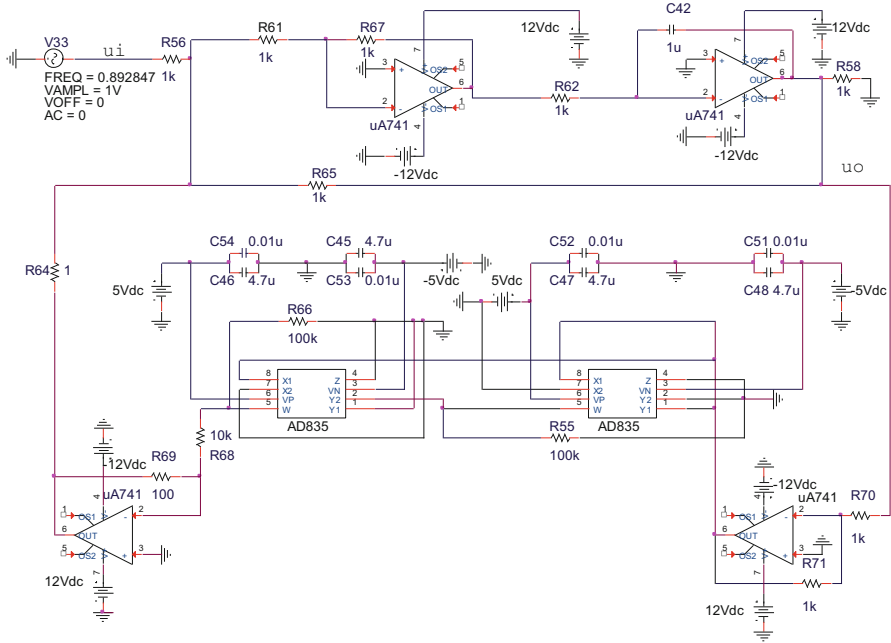 V33
ui
FREQ = 0.892847
VAMPL = 1V
VOFF = 0
AC = 0
R56
1k
R61
1k
R67
1k
7
3
+
2
-
4
V
V
OS2
OUT
OS1
5
6
1
uA741
12Vdc
-12Vdc
R62
1k
C42
1u
7
3
+
2
-
4
V
V
OS2
OUT
OS1
5
6
1
uA741
12Vdc
-12Vdc
R58
1k
uo
R65
1k
R64
1
5Vdc
C54
0.01u
C46
4.7u
C45
4.7u
C53
0.01u
-5Vdc
5Vdc
C52
0.01u
C47
4.7u
C51
0.01u
C48
4.7u
-5Vdc
R66
100k
8
7
6
5
X1
X2
VP
W
Z
VN
Y2
Y1
4
3
2
1
AD835
8
7
6
5
X1
X2
VP
W
Z
VN
Y2
Y1
4
3
2
1
AD835
R55
100k
10k
R68
R69
100
-12Vdc
uA741
4
1
6
5
OS1
OUT
OS2
V
V
-
2
+
3
7
12Vdc
-12Vdc
uA741
4
1
6
5
OS1
OUT
OS2
V
V
-
2
+
3
7
12Vdc
R70
1k
R71
1k